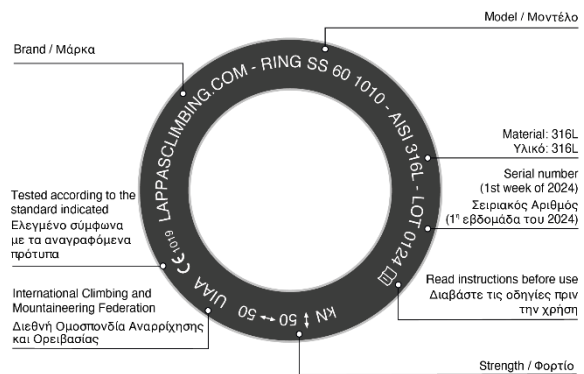 Model / Μοντέλο
Brand / Μάρκα
LAPPASCLIMBING.COM - RING SS 60 1010 - AISI 316L - LOT 0124
kN ↕ 50 ↔ 50 UIAA CE 1019
Material: 316L
Υλικό: 316L
Serial number
(1st week of 2024)
Σειριακός Αριθμός
(1η εβδομάδα του 2024)
Tested according to the
standard indicated
Ελεγμένο σύμφωνα
με τα αναγραφόμενα
πρότυπα
Read instructions before use
Διαβάστε τις οδηγίες πριν
την χρήση
International Climbing and
Mountaineering Federation
Διεθνή Ομοσπονδία Αναρρίχησης
και Ορειβασίας
Strength / Φορτίο